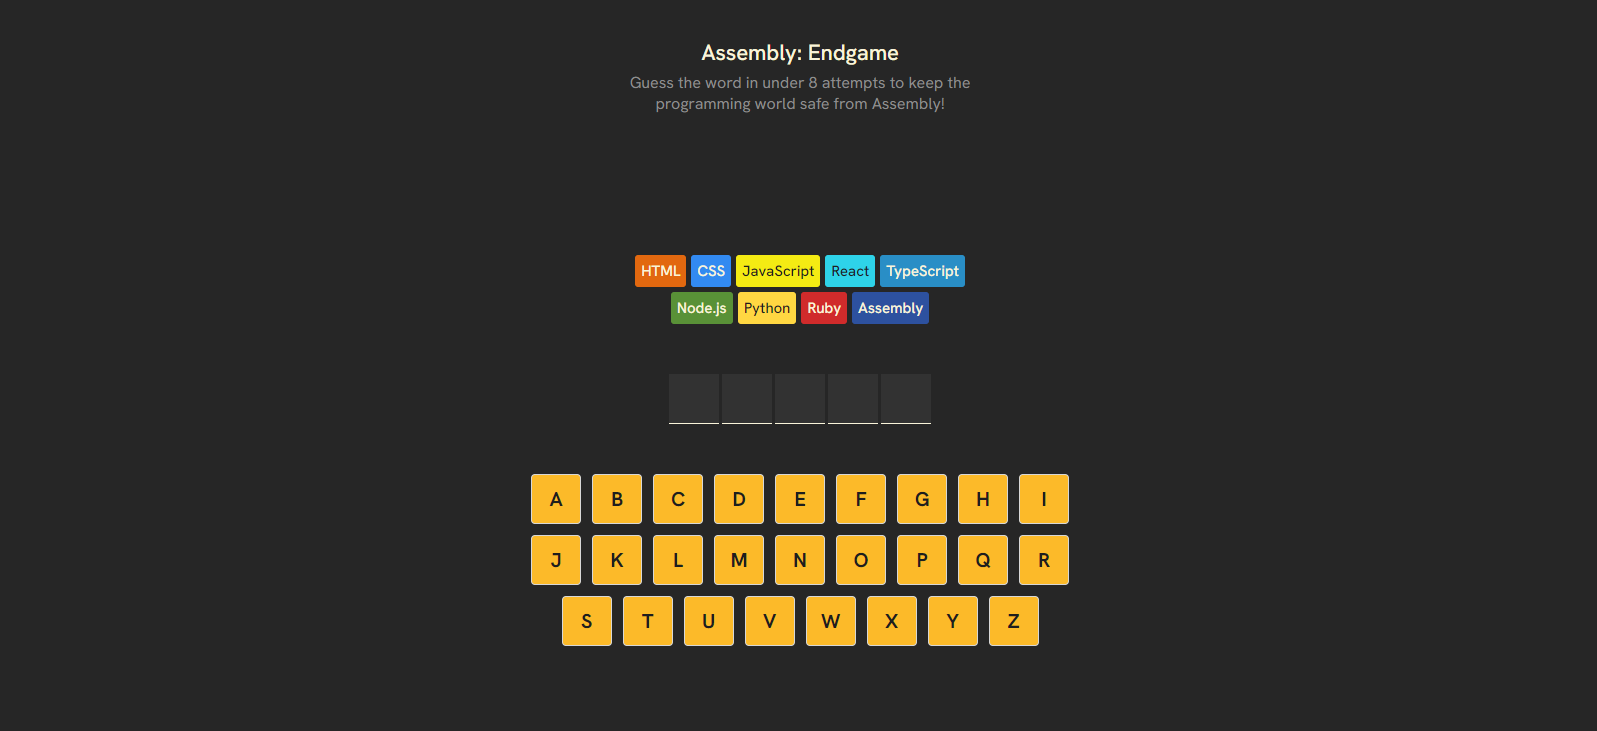 Assembly: Endgame
Guess the word in under 8 attempts to keep the
programming world safe from Assembly!
HTML CSS JavaScript React TypeScript
Node.js Python Ruby Assembly
A B C D E F G H I
J K L M N O P Q R
S T U V W X Y Z